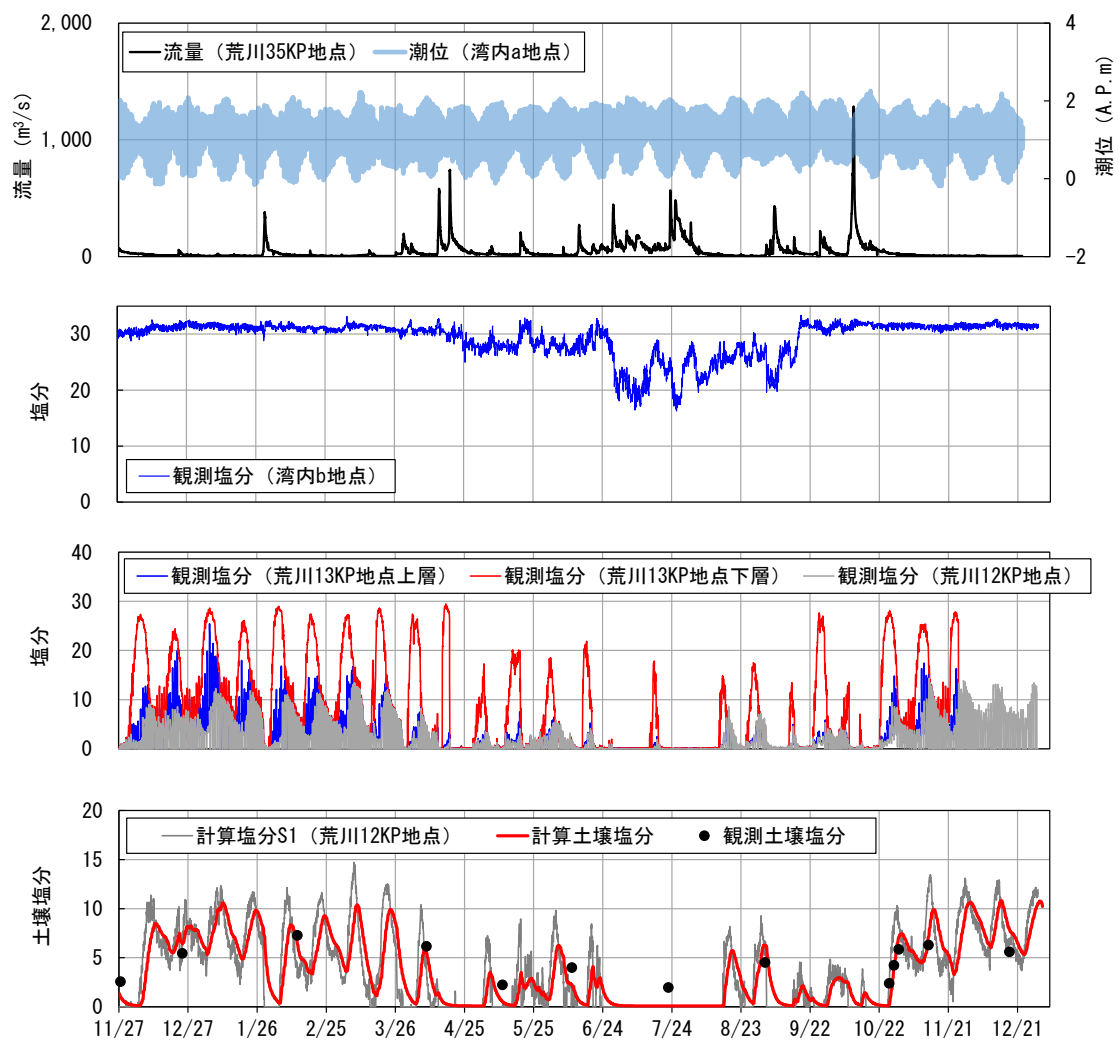 2,000
1,000
0
流量 (m³/s)
流量（荒川35KP地点） 潮位（湾内a地点）
4
2
0
−2
潮位 (A.P.m)
30
20
10
0
塩分
観測塩分（湾内b地点）
40
30
20
10
0
塩分
観測塩分（荒川13KP地点上層） 観測塩分（荒川13KP地点下層） 観測塩分（荒川12KP地点）
20
15
10
5
0
土壌塩分
計算塩分S1（荒川12KP地点） 計算土壌塩分 観測土壌塩分
11/27 12/27 1/26 2/25 3/26 4/25 5/25 6/24 7/24 8/23 9/22 10/22 11/21 12/21